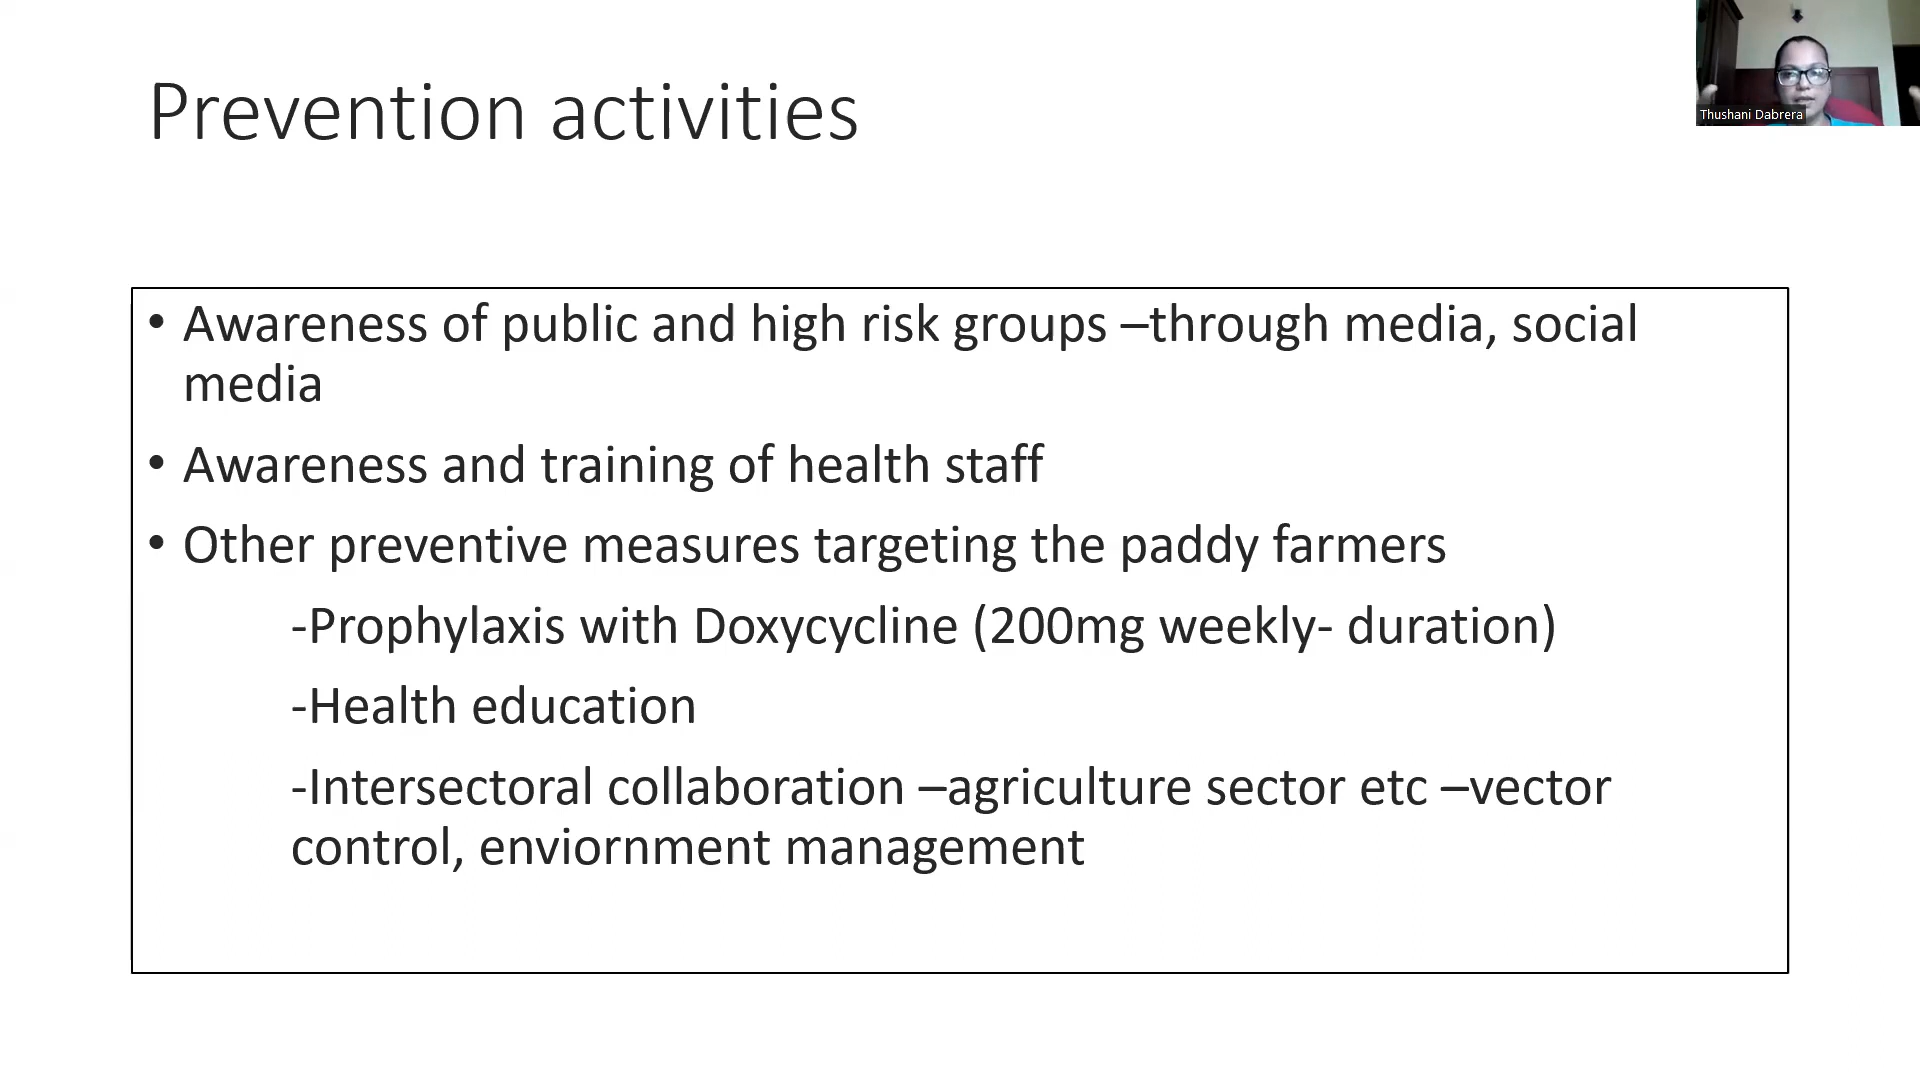 Prevention activities
Thushani Dabrera
• Awareness of public and high risk groups –through media, social
media
• Awareness and training of health staff
• Other preventive measures targeting the paddy farmers
-Prophylaxis with Doxycycline (200mg weekly- duration)
-Health education
-Intersectoral collaboration –agriculture sector etc –vector
control, enviornment management